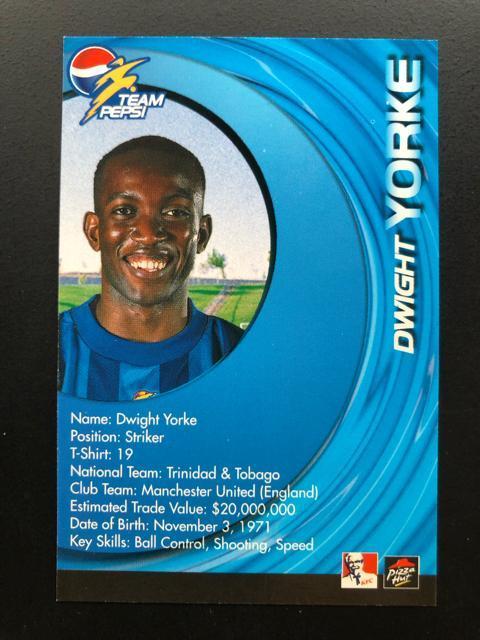 TEAM
PEPSI
DWIGHT YORKE
Name: Dwight Yorke
Position: Striker
T-Shirt: 19
National Team: Trinidad & Tobago
Club Team: Manchester United (England)
Estimated Trade Value: $20,000,000
Date of Birth: November 3, 1971
Key Skills: Ball Control, Shooting, Speed
KFC
Pizza
Hut